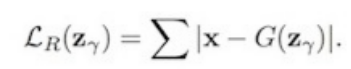 ℒ_R(𝐳_γ) = ∑ |𝐱 − G(𝐳_γ)|.